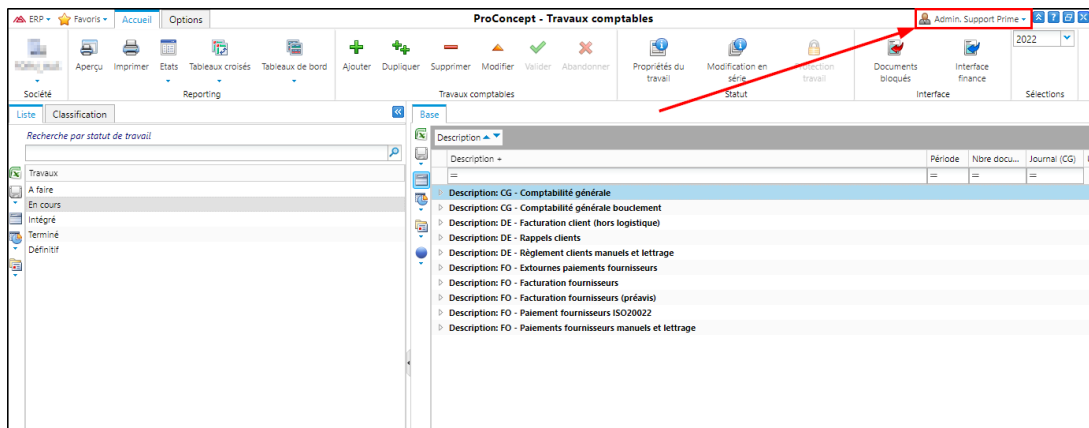 ERP Favoris Accueil Options ProConcept - Travaux comptables Admin. Support Prime
2022
Aperçu Imprimer Etats Tableaux croisés Tableaux de bord Ajouter Dupliquer Supprimer Modifier Valider Abandonner Propriétés du travail Modification en série Protection travail Documents bloqués Interface finance
Société Reporting Travaux comptables Statut Interface Sélections
Liste Classification
Recherche par statut de travail
Travaux
A faire
En cours
Intégré
Terminé
Définitif
Base
Description
Description Période Nbre docu... Journal (CG)
= = = =
Description: CG - Comptabilité générale
Description: CG - Comptabilité générale bouclement
Description: DE - Facturation client (hors logistique)
Description: DE - Rappels clients
Description: DE - Règlement clients manuels et lettrage
Description: FO - Extournes paiements fournisseurs
Description: FO - Facturation fournisseurs
Description: FO - Facturation fournisseurs (préavis)
Description: FO - Paiement fournisseurs ISO20022
Description: FO - Paiements fournisseurs manuels et lettrage